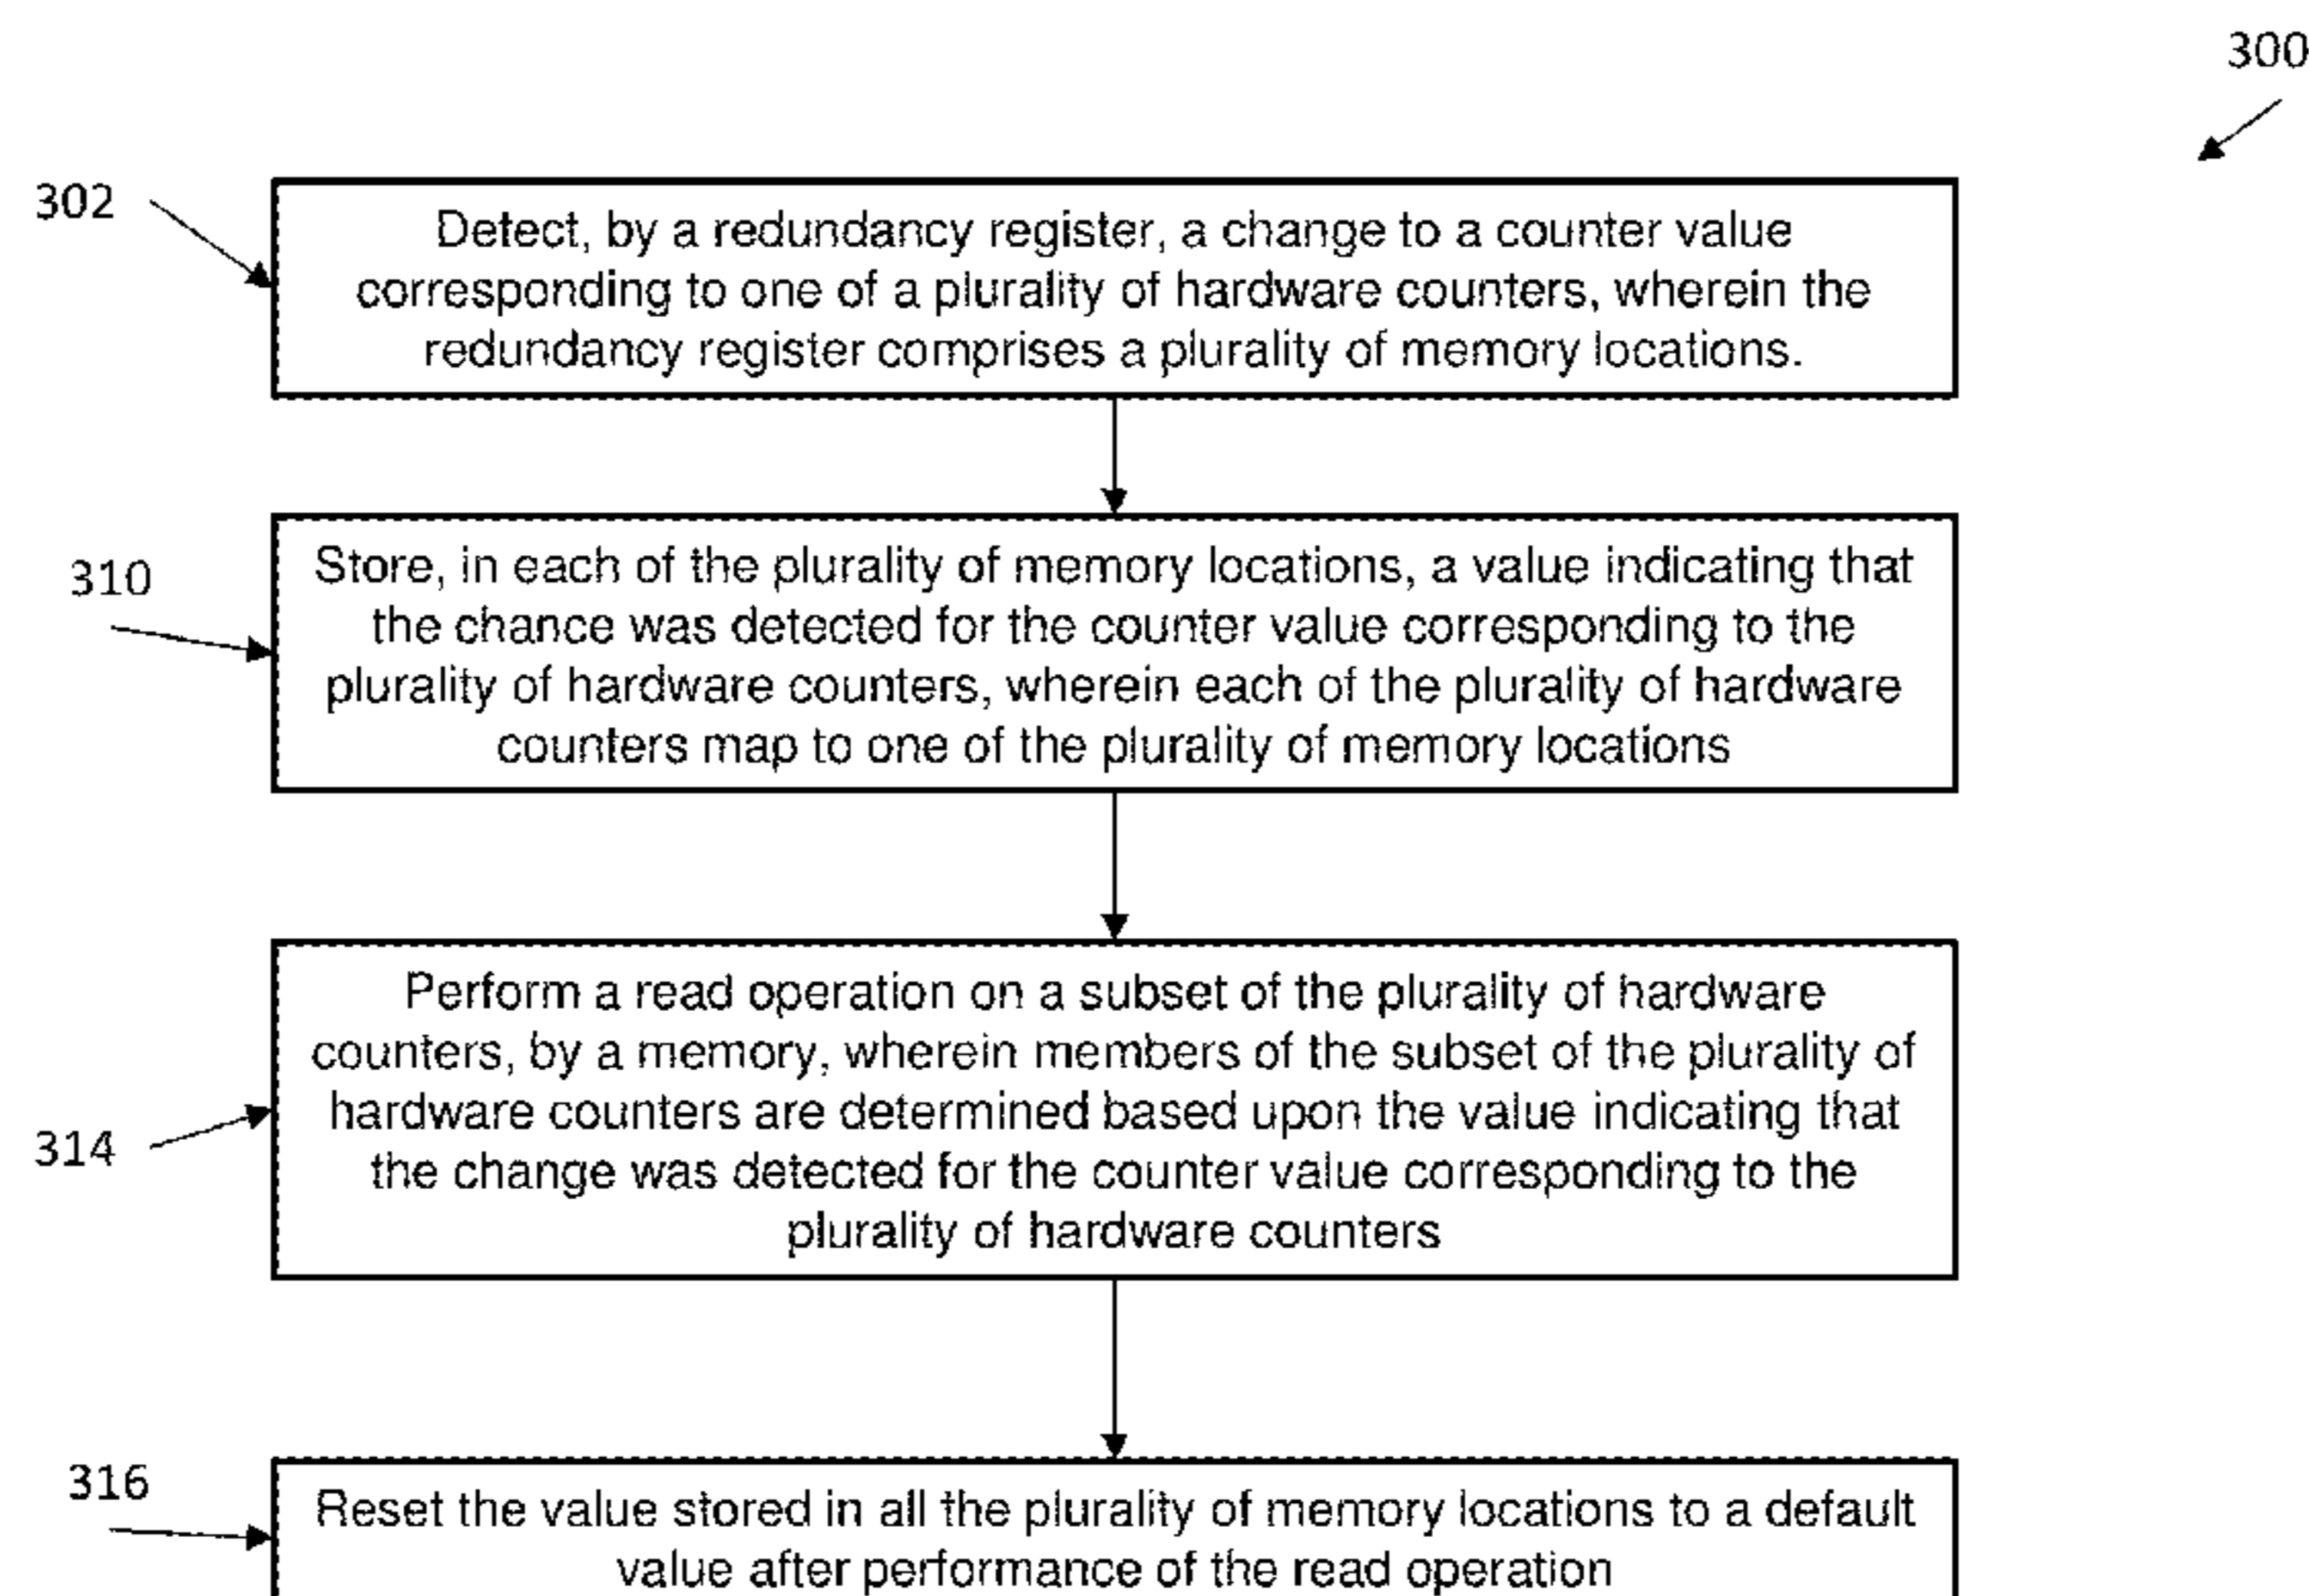 300
302
Detect, by a redundancy register, a change to a counter value
corresponding to one of a plurality of hardware counters, wherein the
redundancy register comprises a plurality of memory locations.
310
Store, in each of the plurality of memory locations, a value indicating that
the chance was detected for the counter value corresponding to the
plurality of hardware counters, wherein each of the plurality of hardware
counters map to one of the plurality of memory locations
314
Perform a read operation on a subset of the plurality of hardware
counters, by a memory, wherein members of the subset of the plurality of
hardware counters are determined based upon the value indicating that
the change was detected for the counter value corresponding to the
plurality of hardware counters
316
Reset the value stored in all the plurality of memory locations to a default
value after performance of the read operation